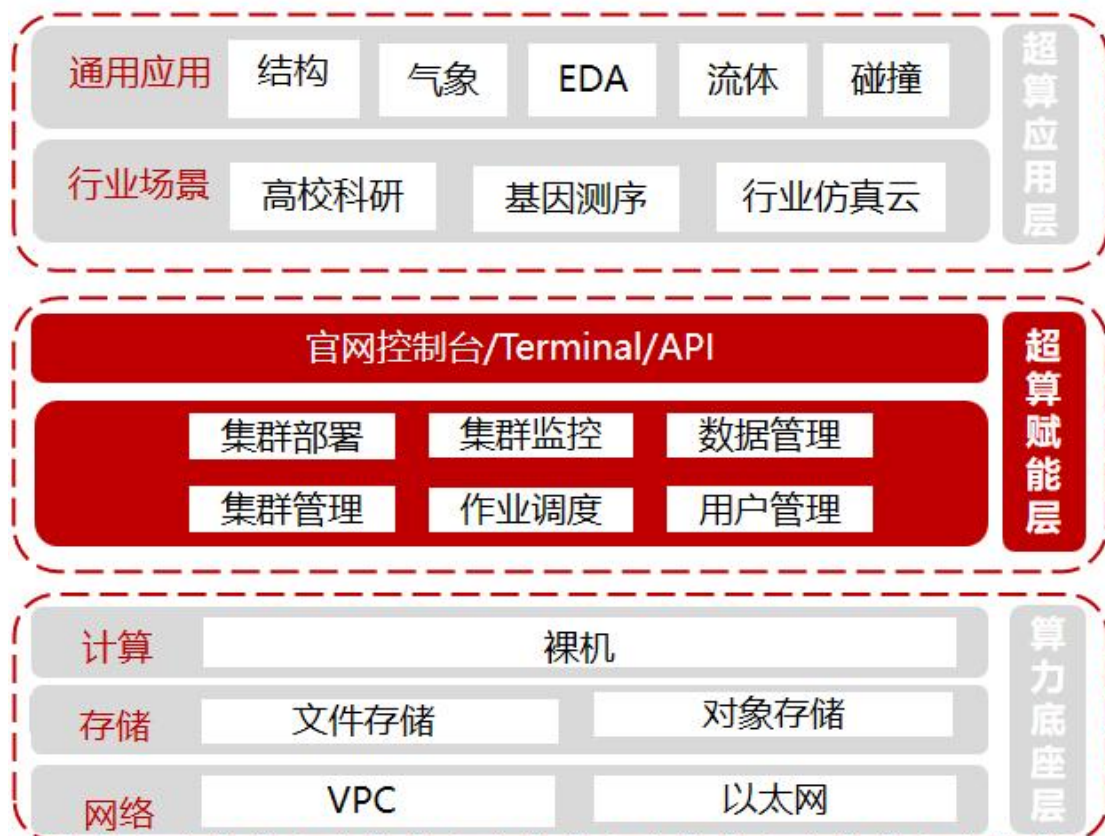 通用应用 结构 气象 EDA 流体 碰撞
行业场景 高校科研 基因测序 行业仿真云
超算应用层
官网控制台/Terminal/API
集群部署 集群监控 数据管理
集群管理 作业调度 用户管理
超算赋能层
计算 裸机
存储 文件存储 对象存储
网络 VPC 以太网
算力底座层